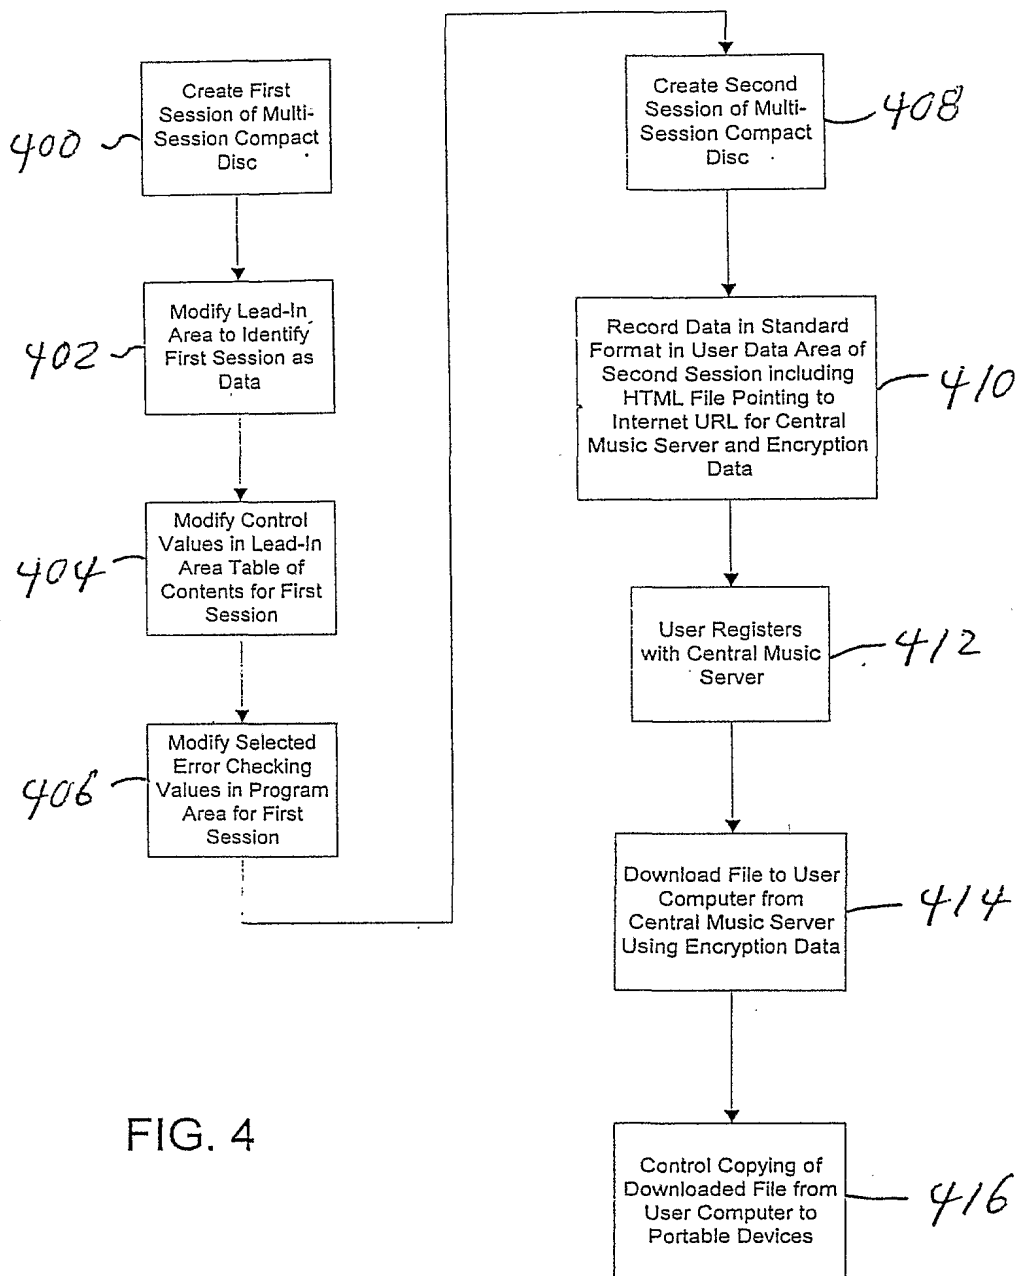 Create First
Session of Multi-
Session Compact
Disc
400
Modify Lead-In
Area to Identify
First Session as
Data
402
Modify Control
Values in Lead-In
Area Table of
Contents for First
Session
404
Modify Selected
Error Checking
Values in Program
Area for First
Session
406
Create Second
Session of Multi-
Session Compact
Disc
408
Record Data in Standard
Format in User Data Area of
Second Session including
HTML File Pointing to
Internet URL for Central
Music Server and Encryption
Data
410
User Registers
with Central Music
Server
412
Download File to User
Computer from
Central Music Server
Using Encryption Data
414
Control Copying of
Downloaded File from
User Computer to
Portable Devices
416
FIG. 4